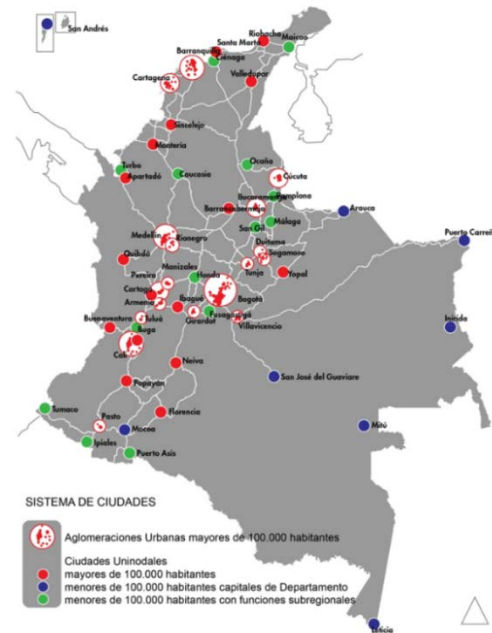 San Andrés
Riohacha
Santa Marta
Maicao
Barranquilla
Ciénaga
Cartagena
Valledupar
Sincelejo
Montería
Turbo
Apartadó
Caucasia
Ocaña
Cúcuta
Pamplona
Bucaramanga
Barrancabermeja
Málaga
Arauca
San Gil
Puerto Carreñ
Medellín
Rionegro
Duitama
Sogamoso
Quibdó
Manizales
Tunja
Yopal
Pereira
Honda
Cartago
Bogotá
Armenia
Ibagué
Fusagasugá
Buenaventura
Tuluá
Girardot
Villavicencio
Inírida
Buga
Cali
Neiva
San José del Guaviare
Popayán
Tumaco
Florencia
Pasto
Mocoa
Mitú
Ipiales
Puerto Asís
SISTEMA DE CIUDADES
Aglomeraciones Urbanas mayores de 100.000 habitantes
Ciudades Uninodales
mayores de 100.000 habitantes
menores de 100.000 habitantes capitales de Departamento
menores de 100.000 habitantes con funciones subregionales
Leticia